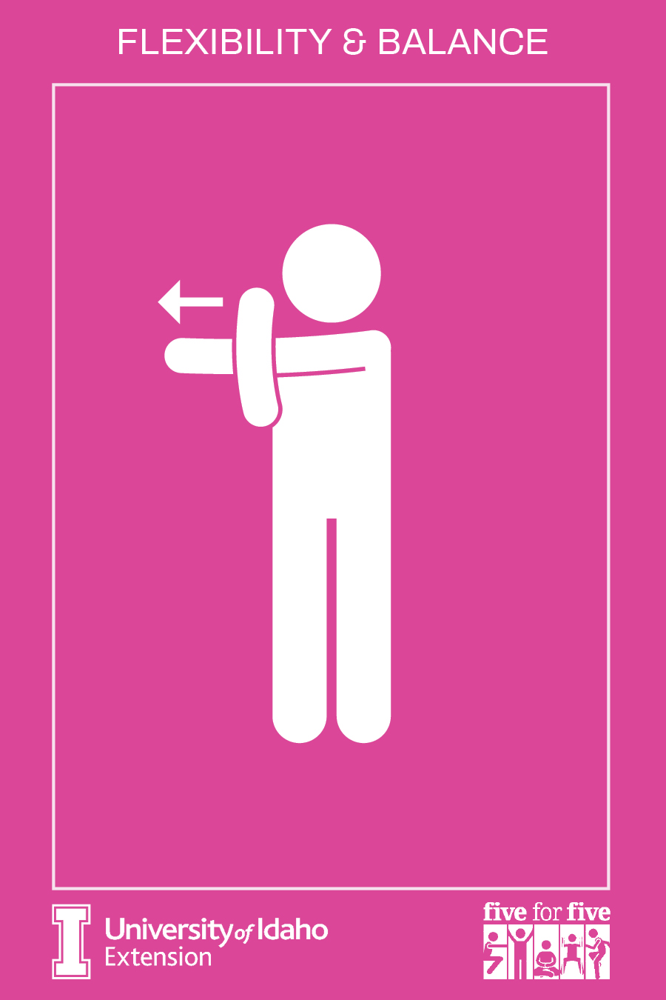 FLEXIBILITY & BALANCE
University of Idaho
Extension
five for five